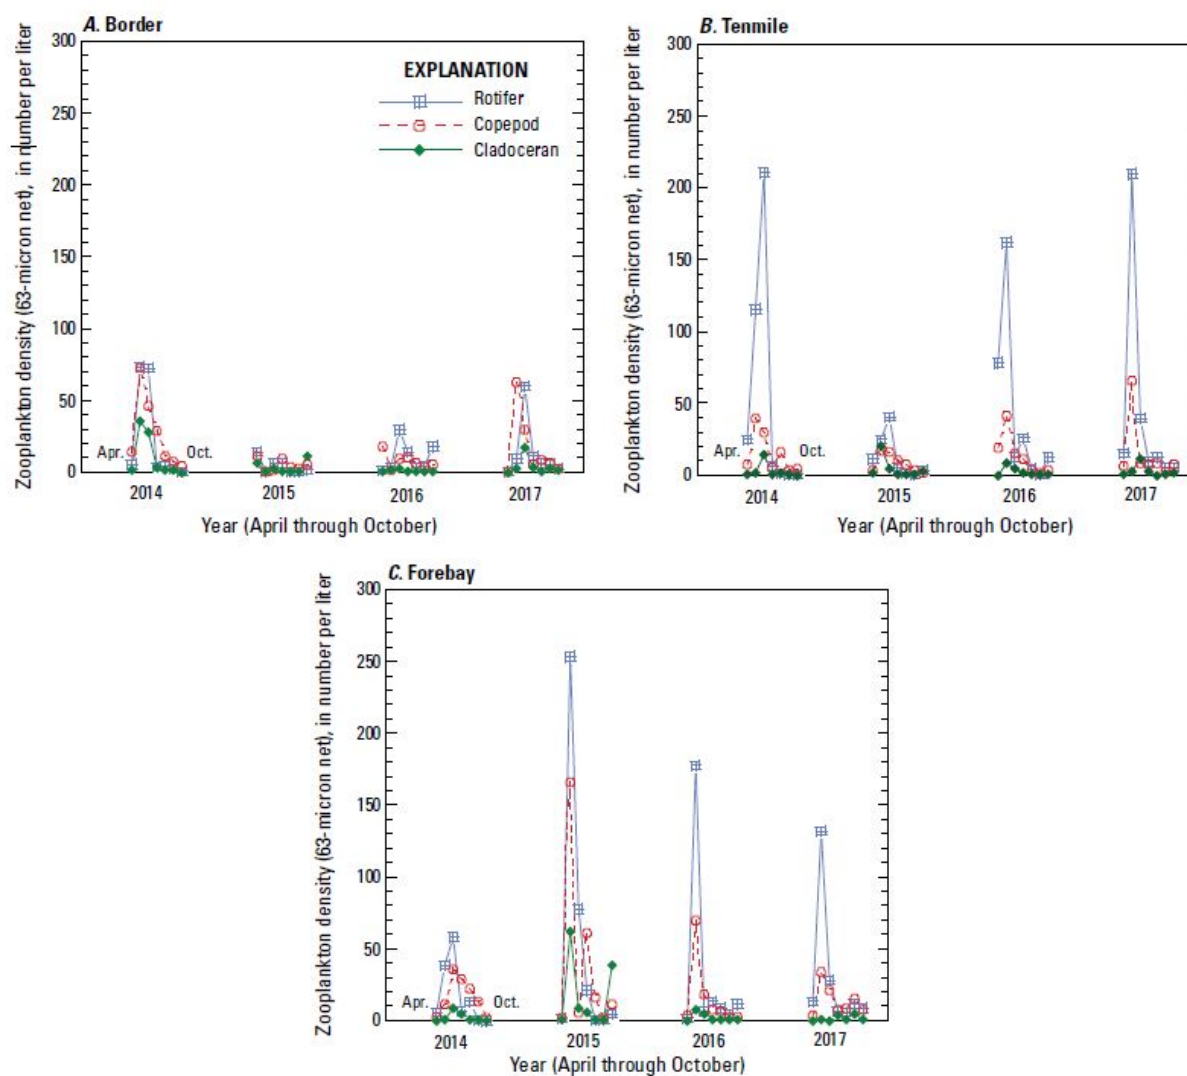 A. Border
Zooplankton density (63-micron net), in number per liter
300
250
200
150
100
50
0
EXPLANATION
Rotifer
Copepod
Cladoceran
Apr.
Oct.
2014
2015
2016
2017
Year (April through October)
B. Tenmile
Zooplankton density (63-micron net), in number per liter
300
250
200
150
100
50
0
Apr.
Oct.
2014
2015
2016
2017
Year (April through October)
C. Forebay
Zooplankton density (63-micron net), in number per liter
300
250
200
150
100
50
0
Apr.
Oct.
2014
2015
2016
2017
Year (April through October)